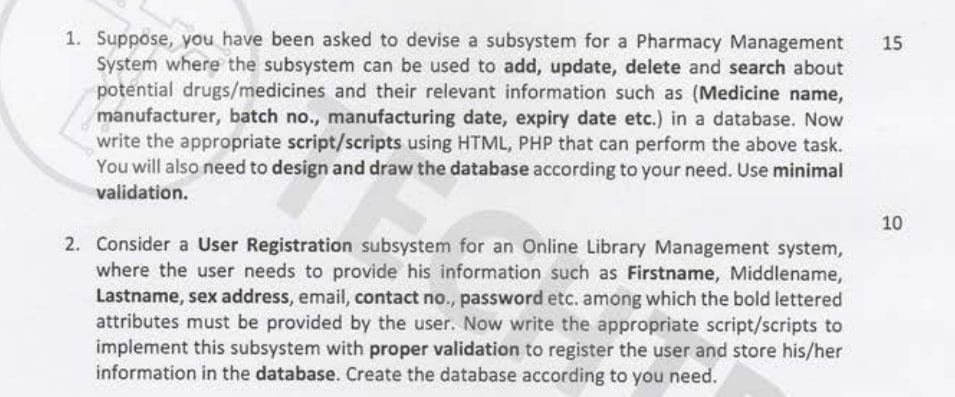 1. Suppose, you have been asked to devise a subsystem for a Pharmacy Management 15
System where the subsystem can be used to add, update, delete and search about
potential drugs/medicines and their relevant information such as (Medicine name,
manufacturer, batch no., manufacturing date, expiry date etc.) in a database. Now
write the appropriate script/scripts using HTML, PHP that can perform the above task.
You will also need to design and draw the database according to your need. Use minimal
validation.
10
2. Consider a User Registration subsystem for an Online Library Management system,
where the user needs to provide his information such as Firstname, Middlename,
Lastname, sex address, email, contact no., password etc. among which the bold lettered
attributes must be provided by the user. Now write the appropriate script/scripts to
implement this subsystem with proper validation to register the user and store his/her
information in the database. Create the database according to you need.